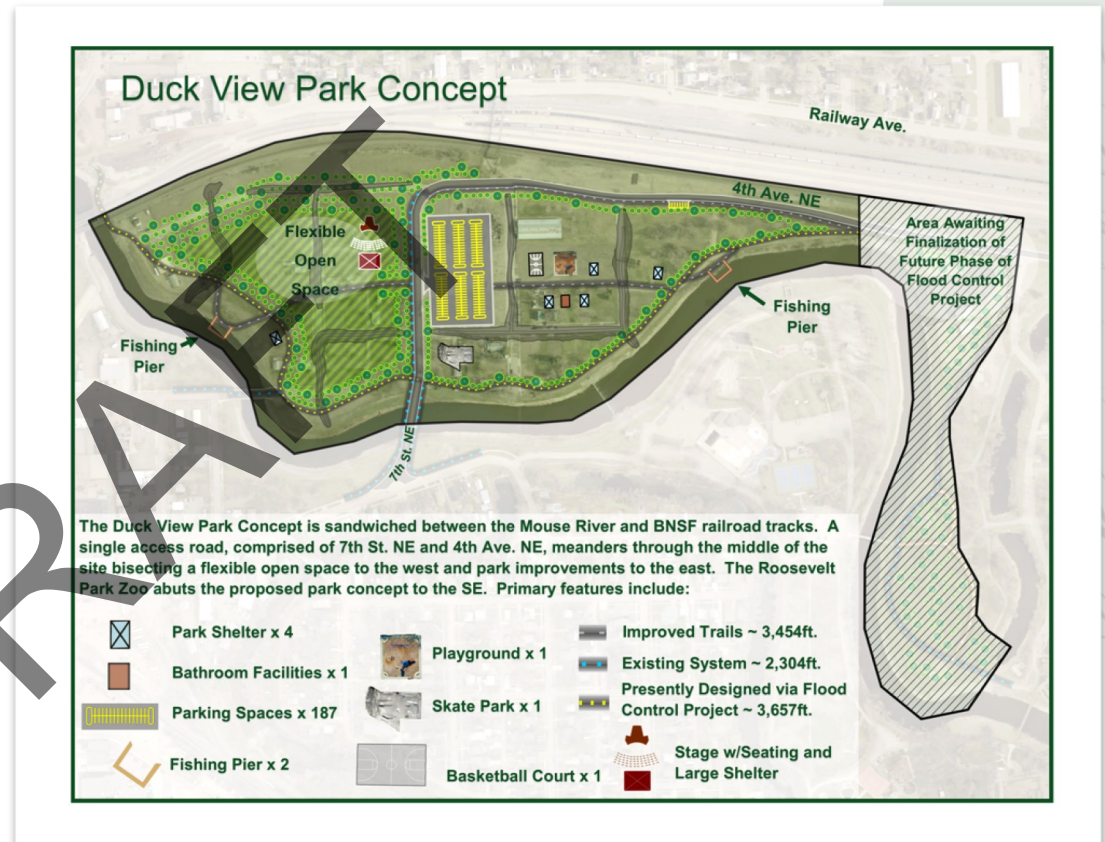 Duck View Park Concept
Railway Ave.
4th Ave. NE
Flexible
Open
Space
Area Awaiting
Finalization of
Future Phase of
Flood Control
Project
Fishing
Pier
Fishing
Pier
7th St. NE
RAFT
The Duck View Park Concept is sandwiched between the Mouse River and BNSF railroad tracks. A
single access road, comprised of 7th St. NE and 4th Ave. NE, meanders through the middle of the
site bisecting a flexible open space to the west and park improvements to the east. The Roosevelt
Park Zoo abuts the proposed park concept to the SE. Primary features include:
Park Shelter x 4
Bathroom Facilities x 1
Parking Spaces x 187
Fishing Pier x 2
Playground x 1
Skate Park x 1
Basketball Court x 1
Improved Trails ~ 3,454ft.
Existing System ~ 2,304ft.
Presently Designed via Flood
Control Project ~ 3,657ft.
Stage w/Seating and
Large Shelter